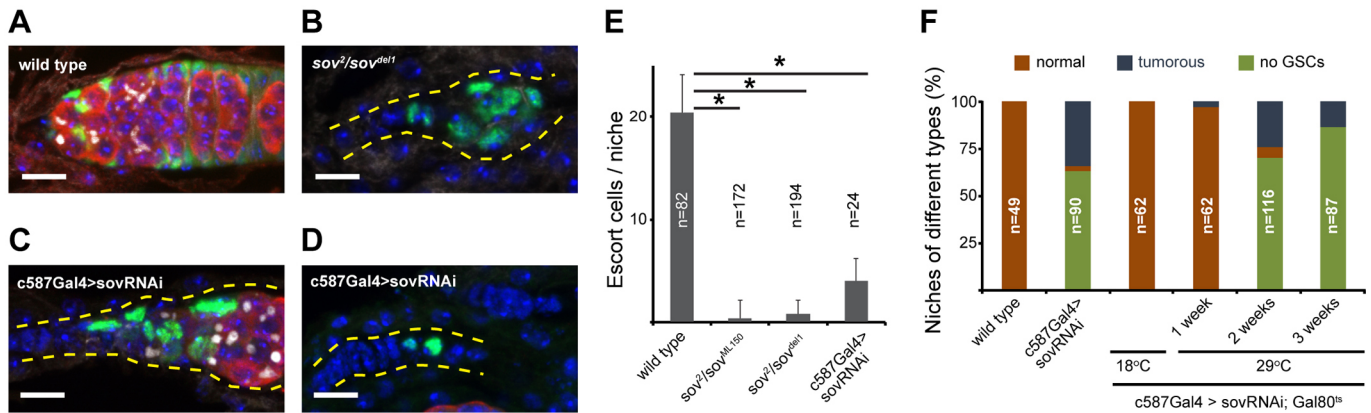 A
wild type
B
sov²/sovᵈᵉˡ¹
C
c587Gal4>sovRNAi
D
c587Gal4>sovRNAi
E
Escort cells / niche
20
10
n=82
n=172
n=194
n=24
*
*
*
wild type
sov²/sovᴹᴸ¹⁵⁰
sov²/sovᵈᵉˡ¹
c587Gal4>
sovRNAi
F
normal
tumorous
no GSCs
Niches of different types (%)
100
75
50
25
n=49
n=90
n=62
n=62
n=116
n=87
wild type
c587Gal4>
sovRNAi
1 week
2 weeks
3 weeks
18°C
29°C
c587Gal4 > sovRNAi; Gal80ᵗˢ